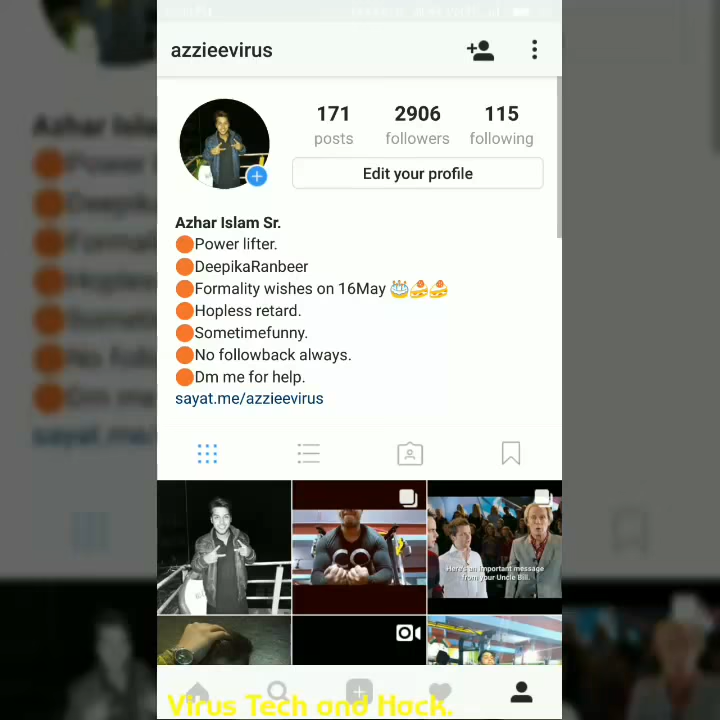 azzieevirus
171 2906 115
posts followers following
Edit your profile
Azhar Islam Sr.
🟠Power lifter.
🟠DeepikaRanbeer
🟠Formality wishes on 16May 🎂🍰🍰
🟠Hopless retard.
🟠Sometimefunny.
🟠No followback always.
🟠Dm me for help.
sayat.me/azzieevirus
Here's an important message
from your Uncle Bill.
Virus Tech and Hack.